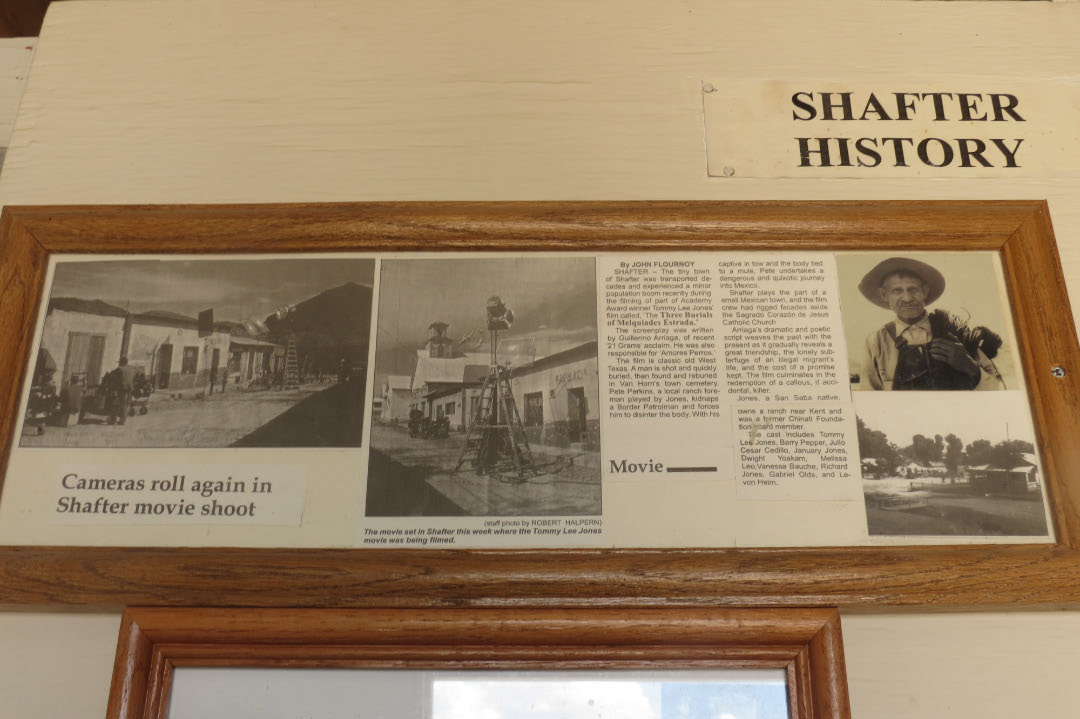 SHAFTER
HISTORY
Cameras roll again in
Shafter movie shoot
(staff photo by ROBERT HALPERN)
The movie set in Shafter this week where the Tommy Lee Jones
movie was being filmed.
By JOHN FLOURNOY
SHAFTER – The tiny town
of Shafter was transported de-
cades and experienced a minor
population boom recently during
the filming of part of Academy
Award winner Tommy Lee Jones'
film called, 'The Three Burials
of Melquiades Estrada.'
The screenplay was written
by Guillermo Arriaga, of recent
'21 Grams' acclaim. He was also
responsible for 'Amores Perros.'
The film is classic old West
Texas. A man is shot and quickly
buried, then found and reburied
in Van Horn's town cemetery.
Pete Perkins, a local ranch fore-
man played by Jones, kidnaps
a Border Patrolman and forces
him to disinter the body. With his
Movie
captive in tow and the body tied
to a mule, Pete undertakes a
dangerous and quixotic journey
into Mexico.
Shafter plays the part of a
small Mexican town, and the film
crew had rigged facades aside
the Sagrado Corazón de Jesus
Catholic Church
Arriaga's dramatic and poetic
script weaves the past with the
present as it gradually reveals a
great friendship, the lonely sub-
terfuge of an illegal migrant's
life, and the cost of a promise
kept. The film culminates in the
redemption of a callous, if acci-
dental, killer.
Jones, a San Saba native,
owns a ranch near Kent and
was a former Chinati Founda-
tion board member.
The cast includes Tommy
Lee Jones, Barry Pepper, Julio
Cesar Cedillo, January Jones,
Dwight Yoakam, Melissa
Leo,Vanessa Bauche, Richard
Jones, Gabriel Olds, and Le-
von Helm.